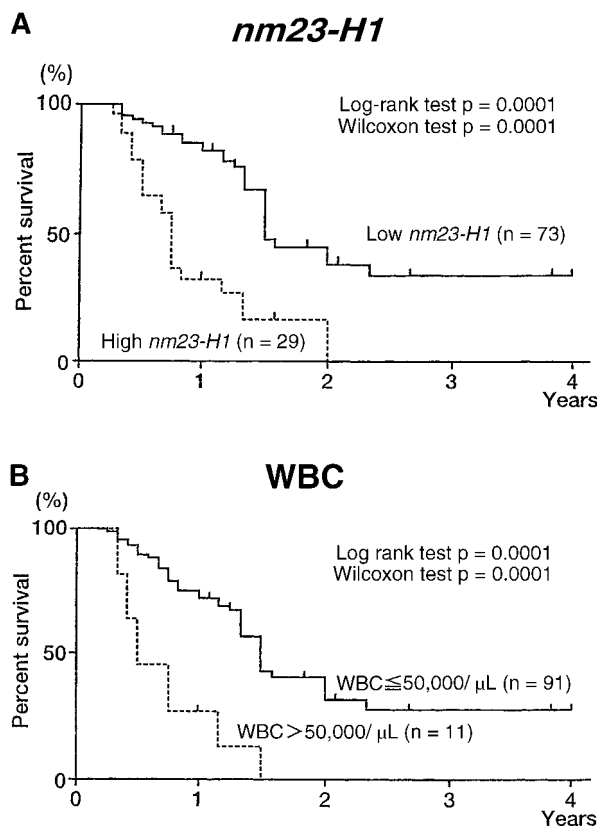 A
nm23-H1
(%)
100
Log-rank test p = 0.0001
Wilcoxon test p = 0.0001
Percent survival
50
Low nm23-H1 (n = 73)
High nm23-H1 (n = 29)
0
0 1 2 3 4
Years
B
WBC
(%)
100
Log rank test p = 0.0001
Wilcoxon test p = 0.0001
Percent survival
50
WBC≦50,000/ μL (n = 91)
WBC>50,000/ μL (n = 11)
0
0 1 2 3 4
Years